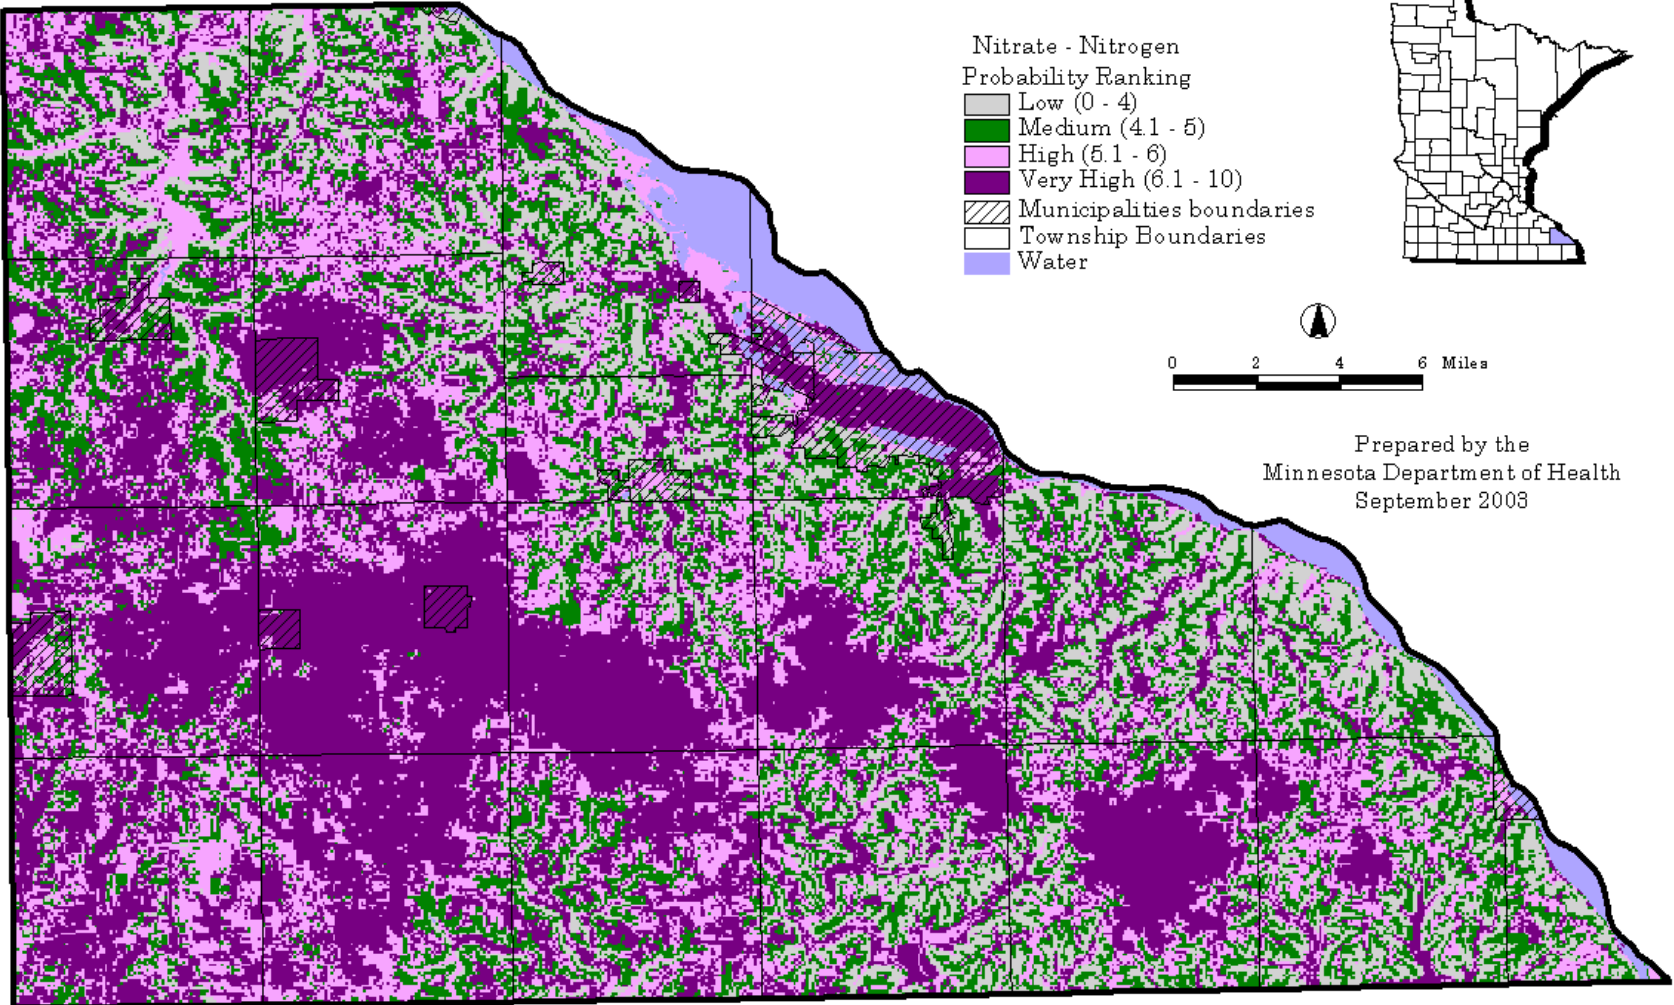 Nitrate - Nitrogen
Probability Ranking
Low (0 - 4)
Medium (4.1 - 5)
High (5.1 - 6)
Very High (6.1 - 10)
Municipalities boundaries
Township Boundaries
Water
0 2 4 6 Miles
Prepared by the
Minnesota Department of Health
September 2003